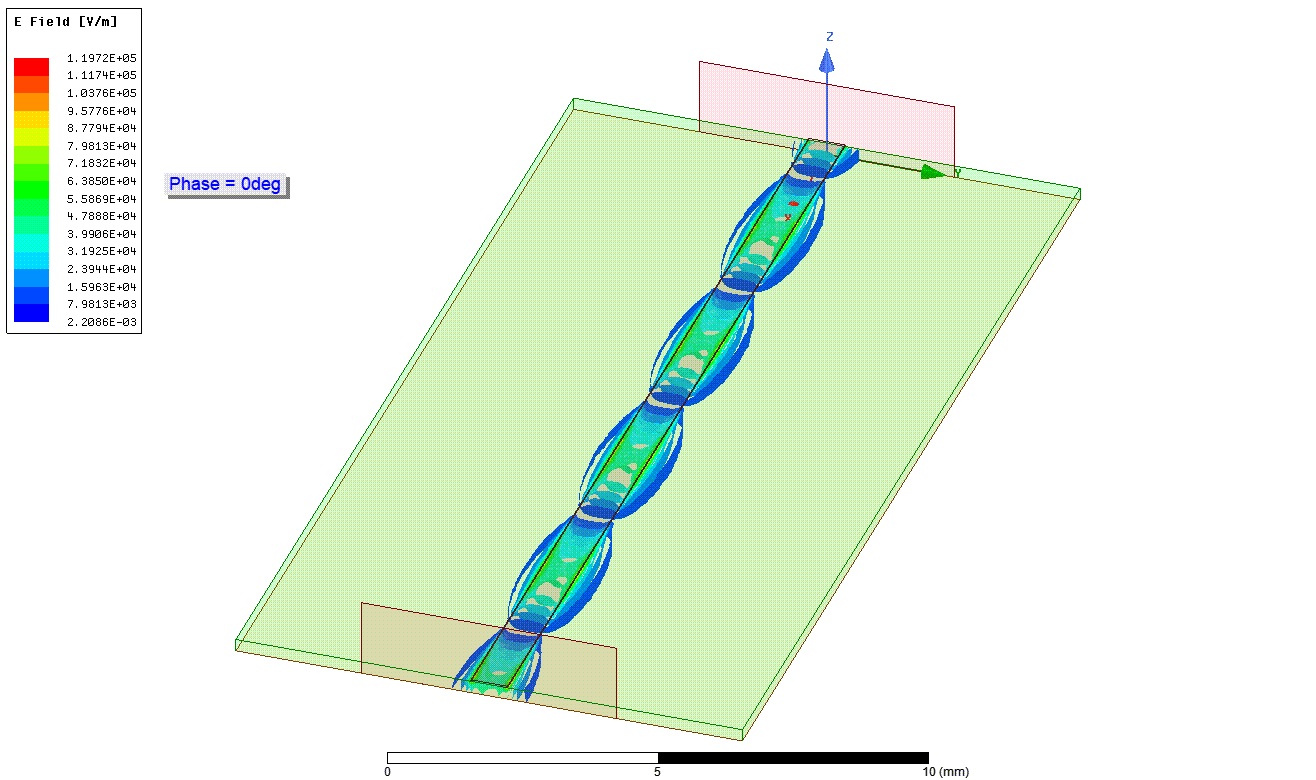 E Field [V/m]
1.1972E+05
1.1174E+05
1.0376E+05
9.5776E+04
8.7794E+04
7.9813E+04
7.1832E+04
6.3850E+04
5.5869E+04
4.7888E+04
3.9906E+04
3.1925E+04
2.3944E+04
1.5963E+04
7.9813E+03
2.2086E-03
Phase = 0deg
Z
Y
X
0 5 10 (mm)